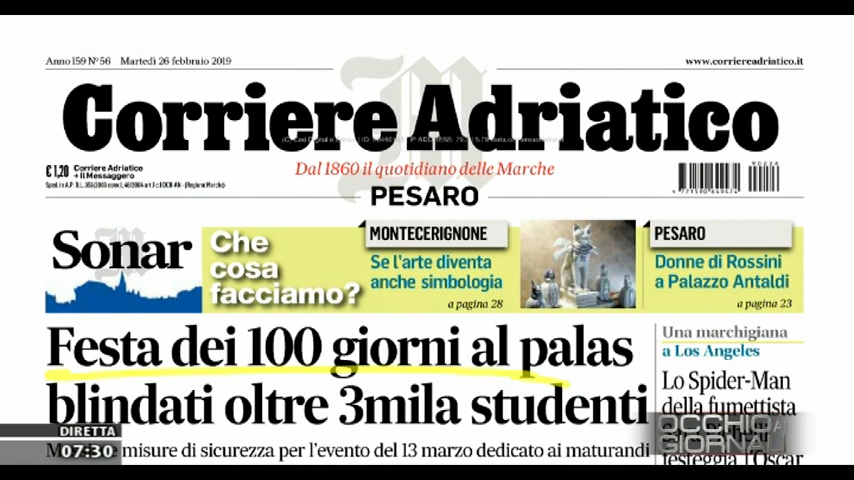 Anno 159 N° 56 Martedì 26 febbraio 2019
www.corriereadriatico.it
Corriere Adriatico
€ 1,20 Corriere Adriatico
+ Il Messaggero
Dal 1860 il quotidiano delle Marche
PESARO
Sonar
Che
cosa
facciamo?
MONTECERIGNONE
Se l'arte diventa
anche simbologia
a pagina 28
PESARO
Donne di Rossini
a Palazzo Antaldi
a pagina 23
Festa dei 100 giorni al palas
blindati oltre 3mila studenti
misure di sicurezza per l'evento del 13 marzo dedicato ai maturandi
Una marchigiana
a Los Angeles
Lo Spider-Man
della fumettista
festeggia l'Oscar
DIRETTA
07:30
OCCHIO AI
GIORNALI